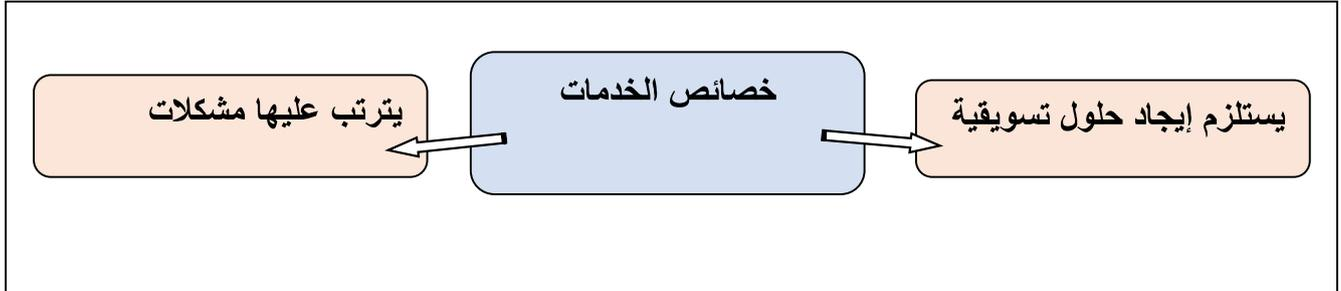 يستلزم إيجاد حلول تسويقية
خصائص الخدمات
يترتب عليها مشكلات